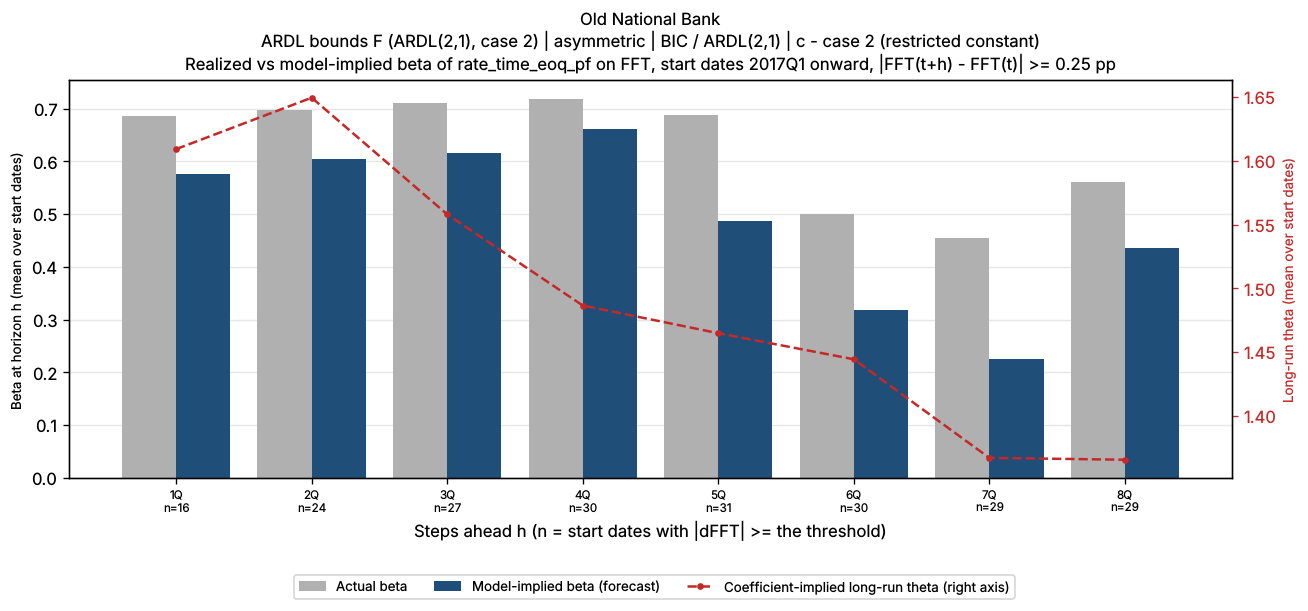 Old National Bank
ARDL bounds F (ARDL(2,1), case 2) | asymmetric | BIC / ARDL(2,1) | c - case 2 (restricted constant)
Realized vs model-implied beta of rate_time_eoq_pf on FFT, start dates 2017Q1 onward, |FFT(t+h) - FFT(t)| >= 0.25 pp
Beta at horizon h (mean over start dates)
0.7
0.6
0.5
0.4
0.3
0.2
0.1
0.0
1.65
1.60
1.55
1.50
1.45
1.40
Long-run theta (mean over start dates)
1Q 2Q 3Q 4Q 5Q 6Q 7Q 8Q
n=16 n=24 n=27 n=30 n=31 n=30 n=29 n=29
Steps ahead h (n = start dates with |dFFT| >= the threshold)
Actual beta Model-implied beta (forecast) Coefficient-implied long-run theta (right axis)